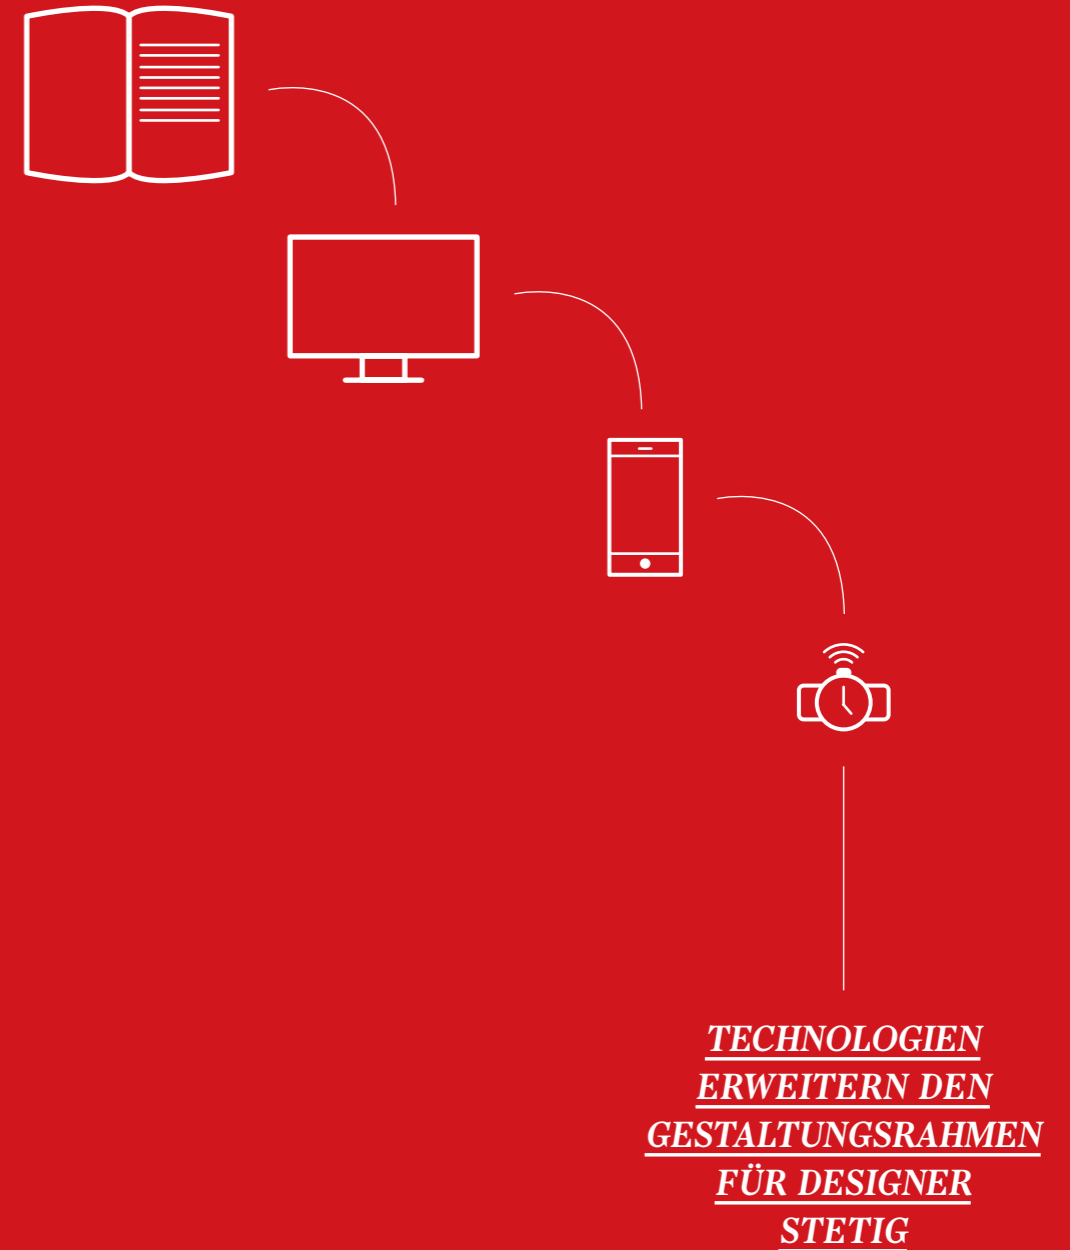 TECHNOLOGIEN
ERWEITERN DEN
GESTALTUNGSRAHMEN
FÜR DESIGNER
STETIG